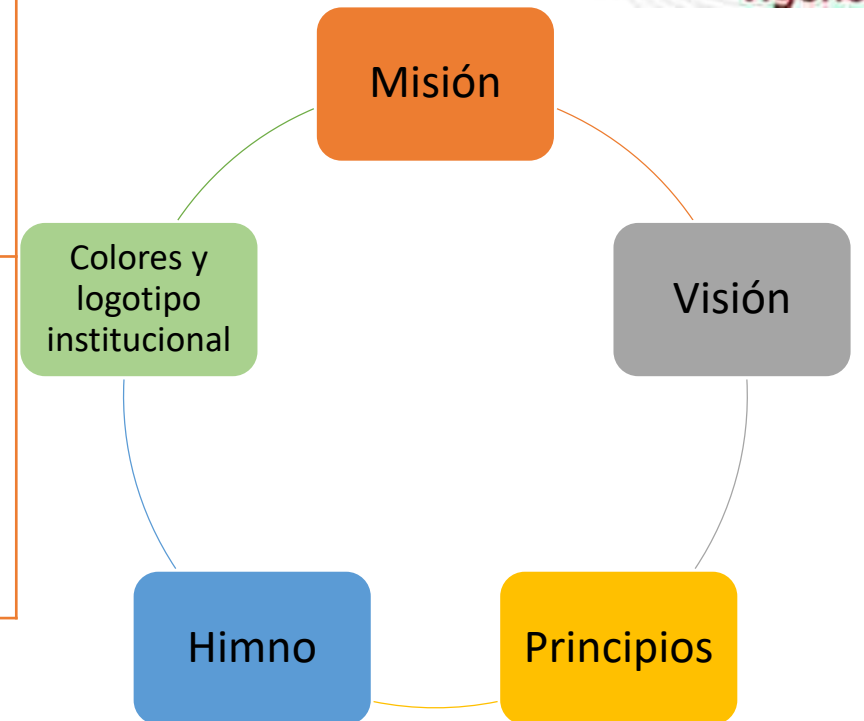 Misión
Visión
Principios
Himno
Colores y
logotipo
institucional